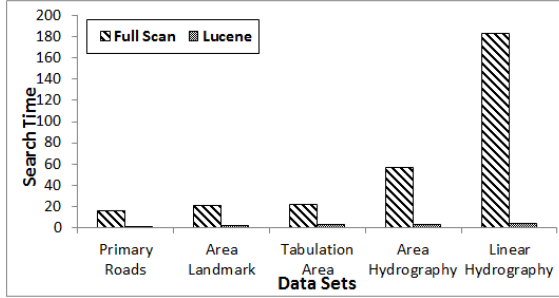 200
180
160
140
120
100
80
60
40
20
0
Search Time
Full Scan Lucene
Primary Roads
Area Landmark
Tabulation Area
Area Hydrography
Linear Hydrography
Data Sets